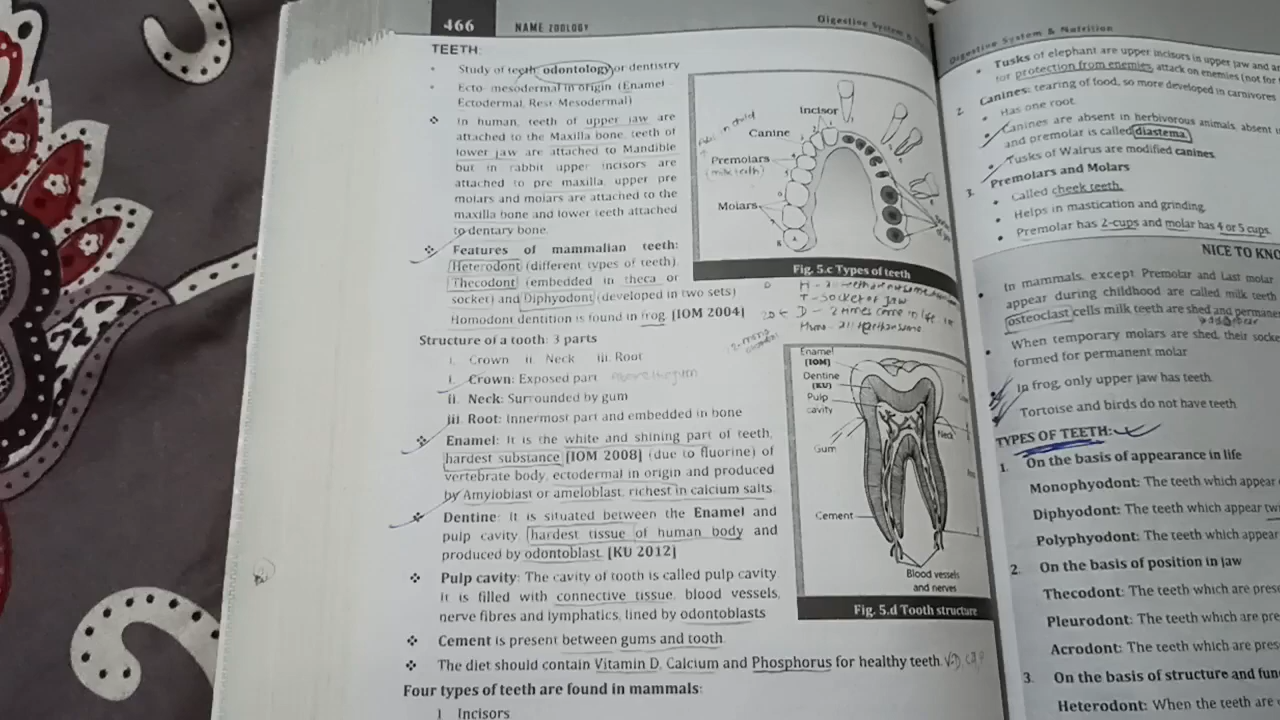 466
NAME ZOOLOGY
Digestive System &
TEETH:
Study of teeth: odontology or dentistry
Ecto- mesodermal in origin (Enamel -
Ectodermal, Rest-Mesodermal)
In human, teeth of upper jaw are
attached to the Maxilla bone, teeth of
lower jaw are attached to Mandible
but in rabbit upper incisors are
attached to pre maxilla, upper pre
molars and molars are attached to the
maxilla bone and lower teeth attached
to dentary bone.
Features of mammalian teeth:
Heterodont (different types of teeth),
Thecodont (embedded in theca or
socket) and Diphyodont (developed in two sets)
Homodont dentition is found in frog. [IOM 2004]
Incisor
Canine
Premolars
(milk teeth)
Molars
Fig. 5.c Types of teeth
T - Socket of Jaw
D - 2 times come in life
Structure of a tooth: 3 parts
i. Crown ii. Neck iii. Root
i. Crown: Exposed part
ii. Neck: Surrounded by gum
iii. Root: Innermost part and embedded in bone
Enamel: It is the white and shining part of teeth,
hardest substance [IOM 2008] (due to fluorine) of
vertebrate body, ectodermal in origin and produced
by Amyloblast or ameloblast, richest in calcium salts.
Dentine: It is situated between the Enamel and
pulp cavity, hardest tissue of human body and
produced by odontoblast. [KU 2012]
Pulp cavity: The cavity of tooth is called pulp cavity
It is filled with connective tissue, blood vessels,
nerve fibres and lymphatics, lined by odontoblasts
Cement is present between gums and tooth.
The diet should contain Vitamin D, Calcium and Phosphorus for healthy teeth.
Four types of teeth are found in mammals:
1 Incisors
Enamel
[IOM]
Dentine
(KU)
Pulp
cavity
Gum
Neck
Cement
Blood vessels
and nerves
Fig. 5.d Tooth structure
Digestive System & Nutrition
Tusks of elephant are upper incisors in upper jaw and
for protection from enemies, attack on enemies (not for
2. Canines: tearing of food, so more developed in carnivores
Has one root.
Canines are absent in herbivorous animals, absent
and premolar is called diastema.
Tusks of Walrus are modified canines.
3. Premolars and Molars
Called cheek teeth.
Helps in mastication and grinding.
Premolar has 2-cups and molar has 4 or 5 cups.
NICE TO KNO
In mammals, except Premolar and Last molar
appear during childhood are called milk teeth
osteoclast cells milk teeth are shed and permane
When temporary molars are shed, their socke
formed for permanent molar
In frog, only upper jaw has teeth.
Tortoise and birds do not have teeth
TYPES OF TEETH:
1. On the basis of appearance in life
Monophyodont: The teeth which appear
Diphyodont: The teeth which appear tw
Polyphyodont: The teeth which appear
2. On the basis of position in jaw
Thecodont: The teeth which are pres
Pleurodont: The teeth which are pre
Acrodont: The teeth which are pres
3. On the basis of structure and fun
Heterodont: When the teeth are